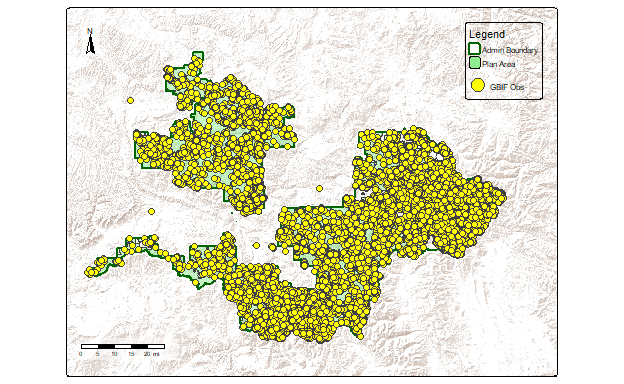 N
Legend
Admin Boundary
Plan Area
GBIF Obs
0 5 10 15 20 mi